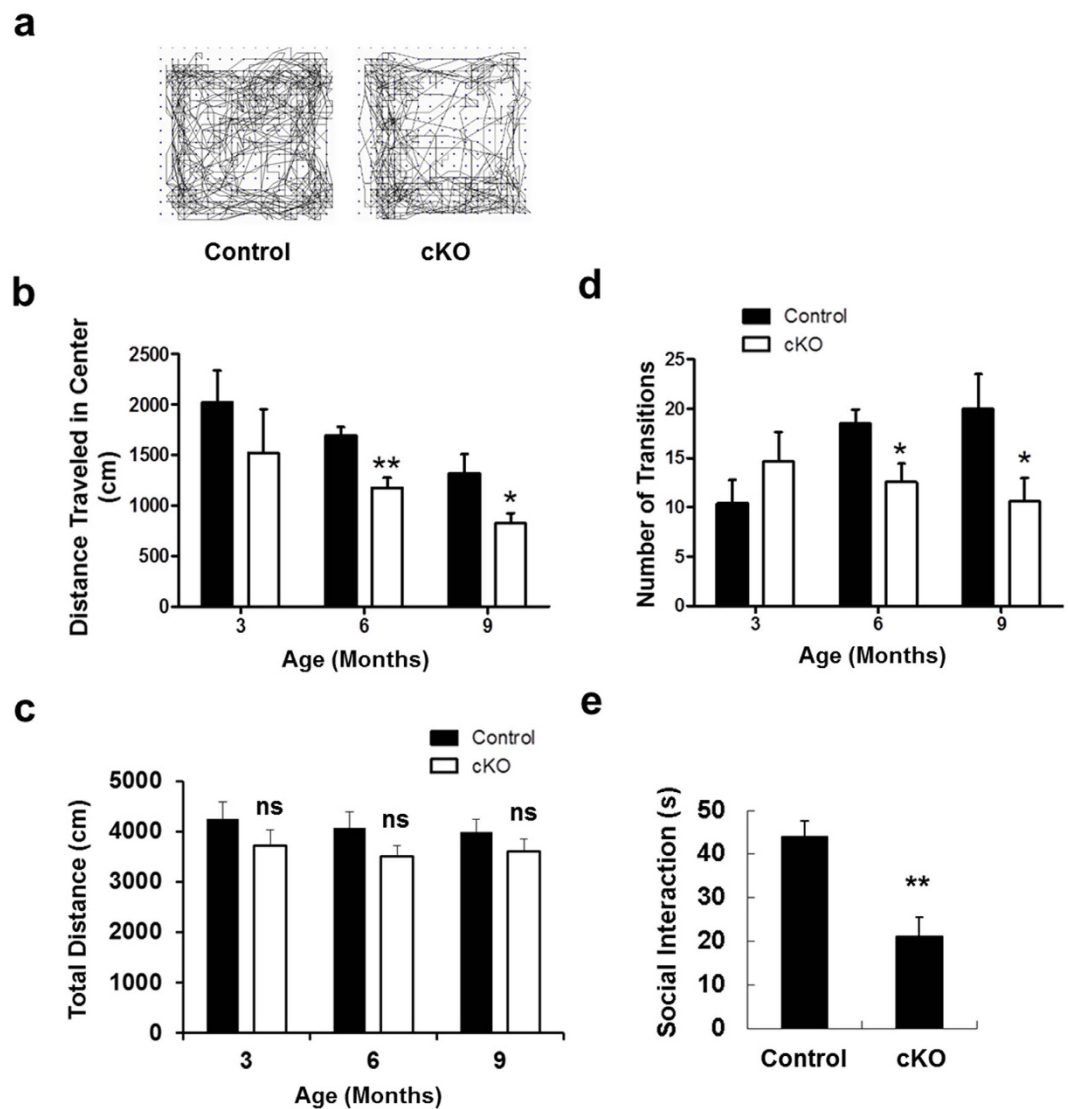 a
Control
cKO
b
Distance Traveled in Center
(cm)
2500
2000
1500
1000
500
0
**
*
3
6
9
Age (Months)
d
Control
cKO
Number of Transitions
25
20
15
10
5
0
*
*
3
6
9
Age (Months)
c
Control
cKO
Total Distance (cm)
5000
4000
3000
2000
1000
0
ns
ns
ns
3
6
9
Age (Months)
e
Social Interaction (s)
50
40
30
20
10
0
**
Control
cKO